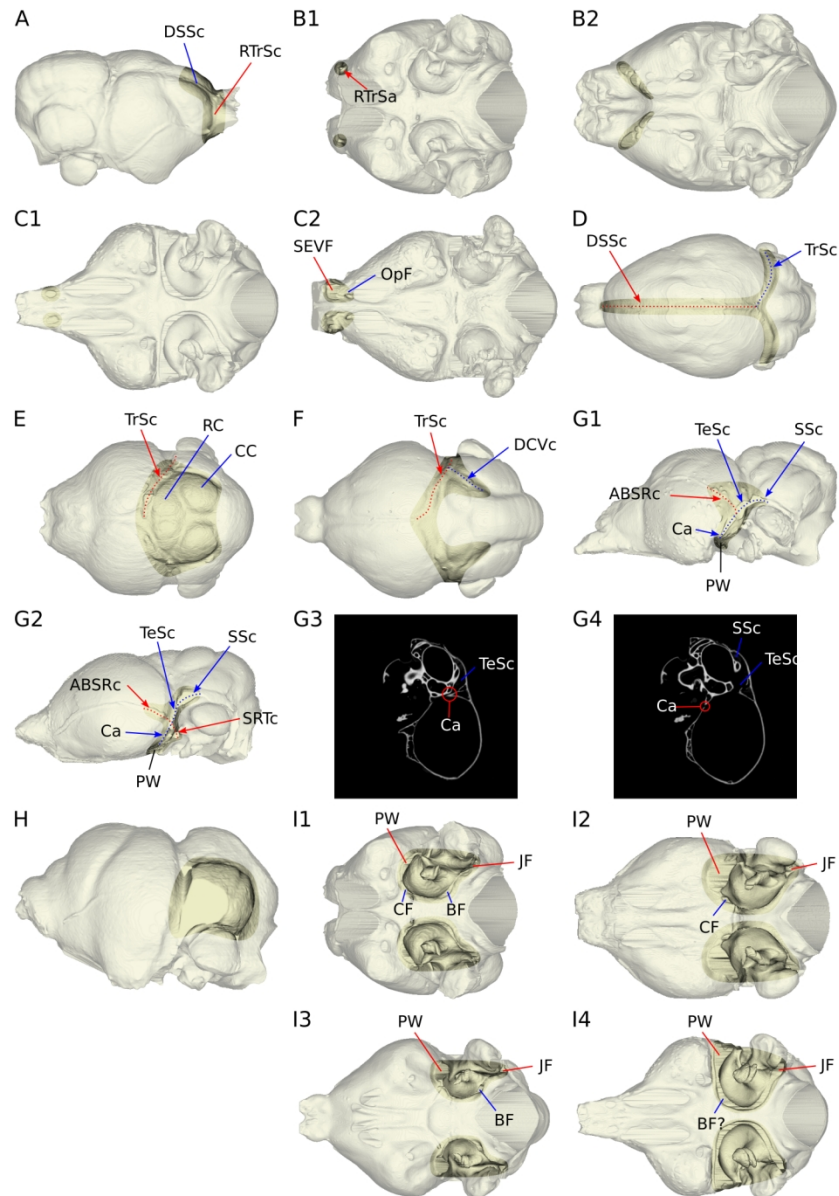 A
DSSc
RTrSc
B1
RTrSa
B2
C1
C2
SEVF
OpF
D
DSSc
TrSc
E
TrSc
RC
CC
F
TrSc
DCVc
G1
TeSc
SSc
ABSRc
Ca
PW
G2
TeSc
SSc
ABSRc
Ca
SRTc
PW
G3
TeSc
Ca
G4
SSc
TeSc
Ca
H
I1
PW
JF
CF
BF
I2
PW
JF
CF
I3
PW
JF
BF
I4
PW
JF
BF?